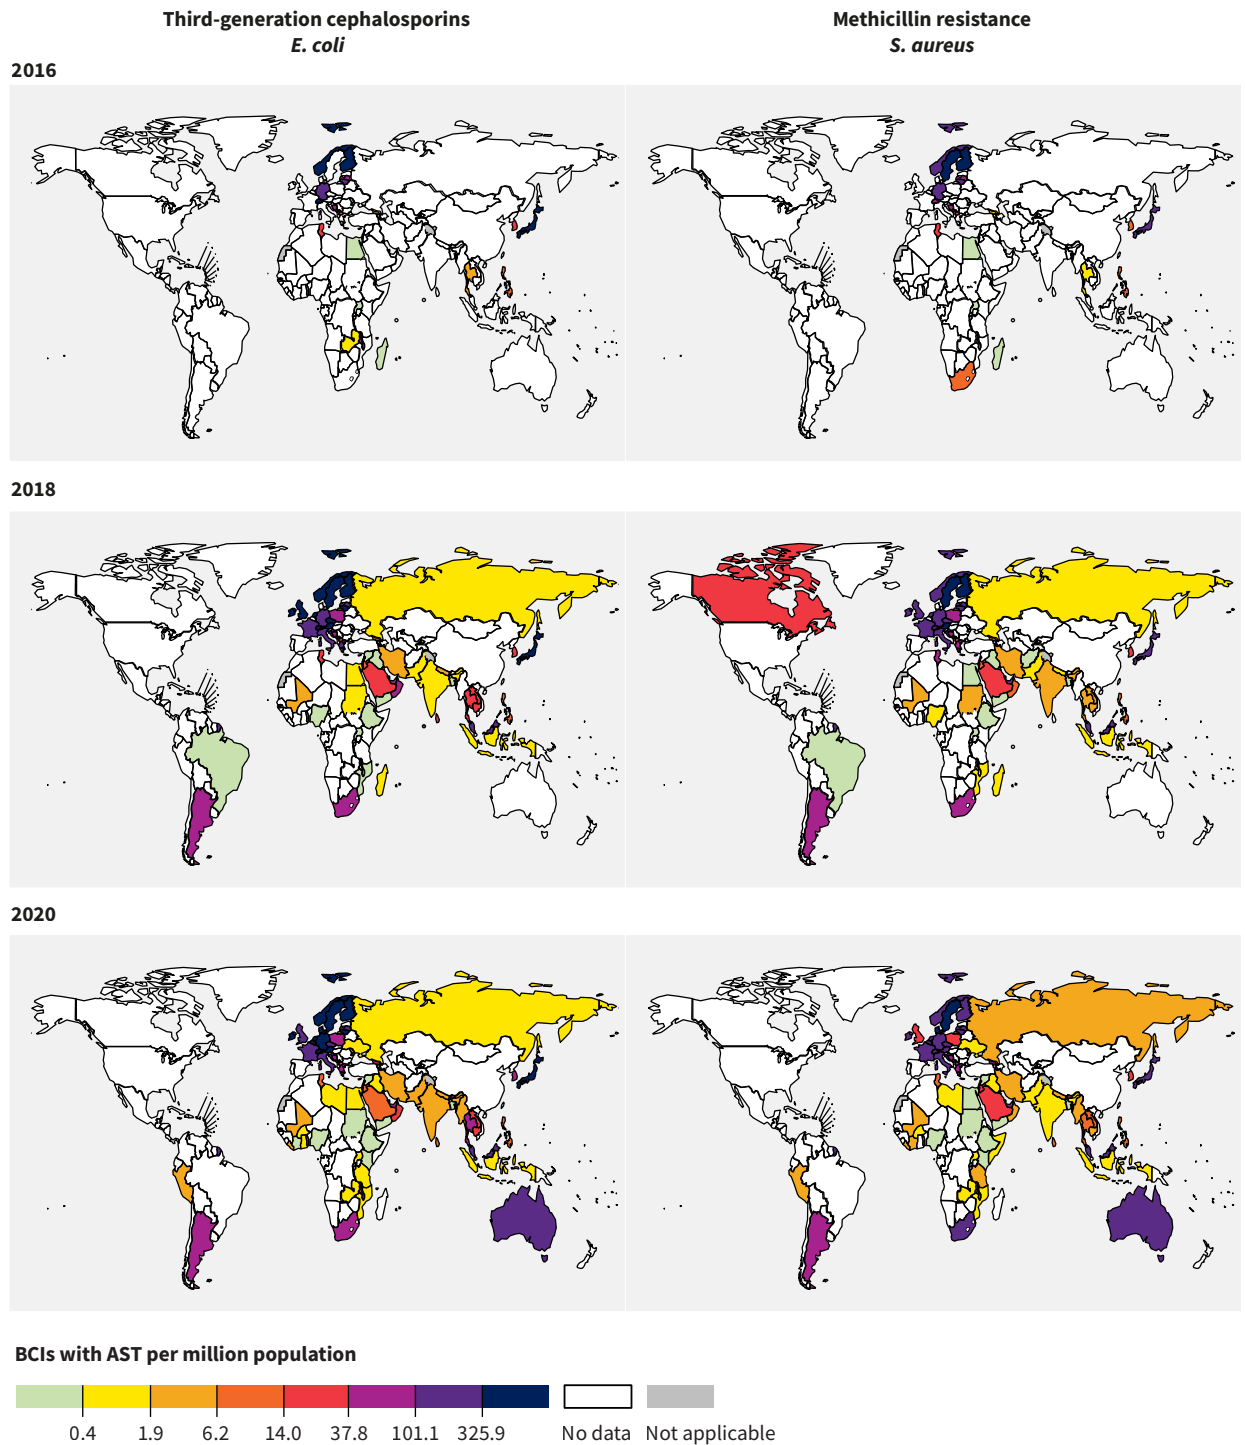 Third-generation cephalosporins
E. coli
Methicillin resistance
S. aureus
2016
2018
2020
BCIs with AST per million population
0.4 1.9 6.2 14.0 37.8 101.1 325.9 No data Not applicable